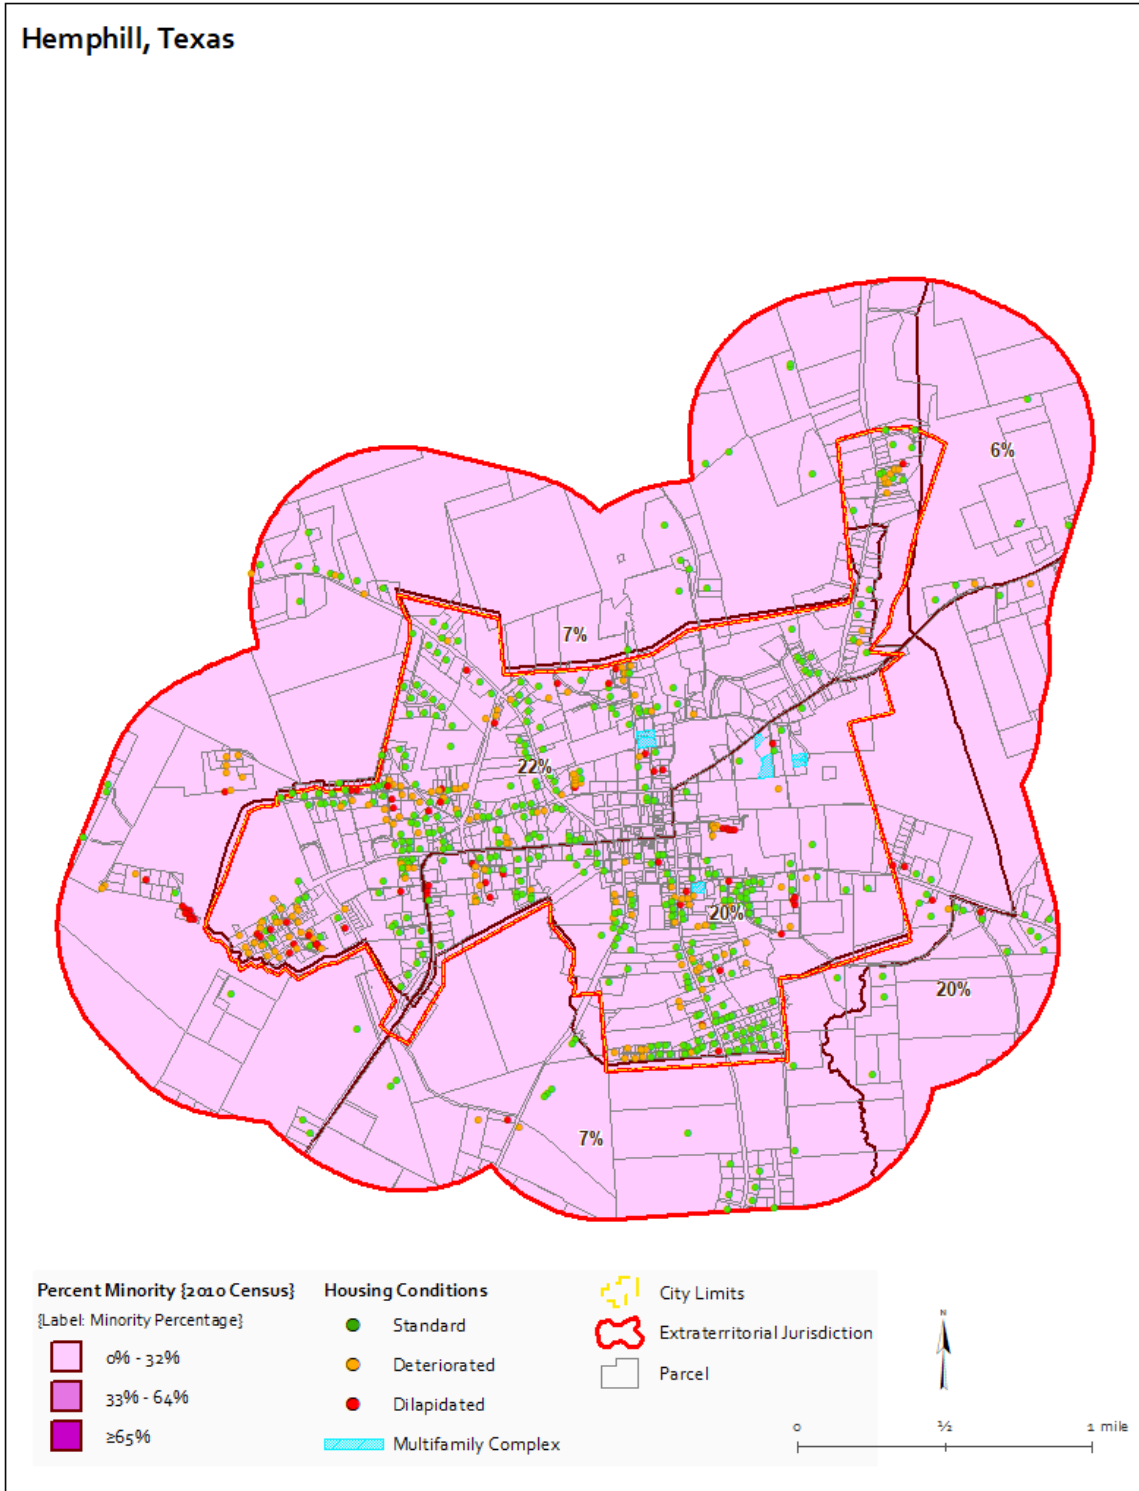 Hemphill, Texas
6%
7%
22%
20%
20%
7%
Percent Minority {2010 Census}
{Label: Minority Percentage}
0% - 32%
33% - 64%
≥65%
Housing Conditions
Standard
Deteriorated
Dilapidated
Multifamily Complex
City Limits
Extraterritorial Jurisdiction
Parcel
N
0 ½ 1 mile